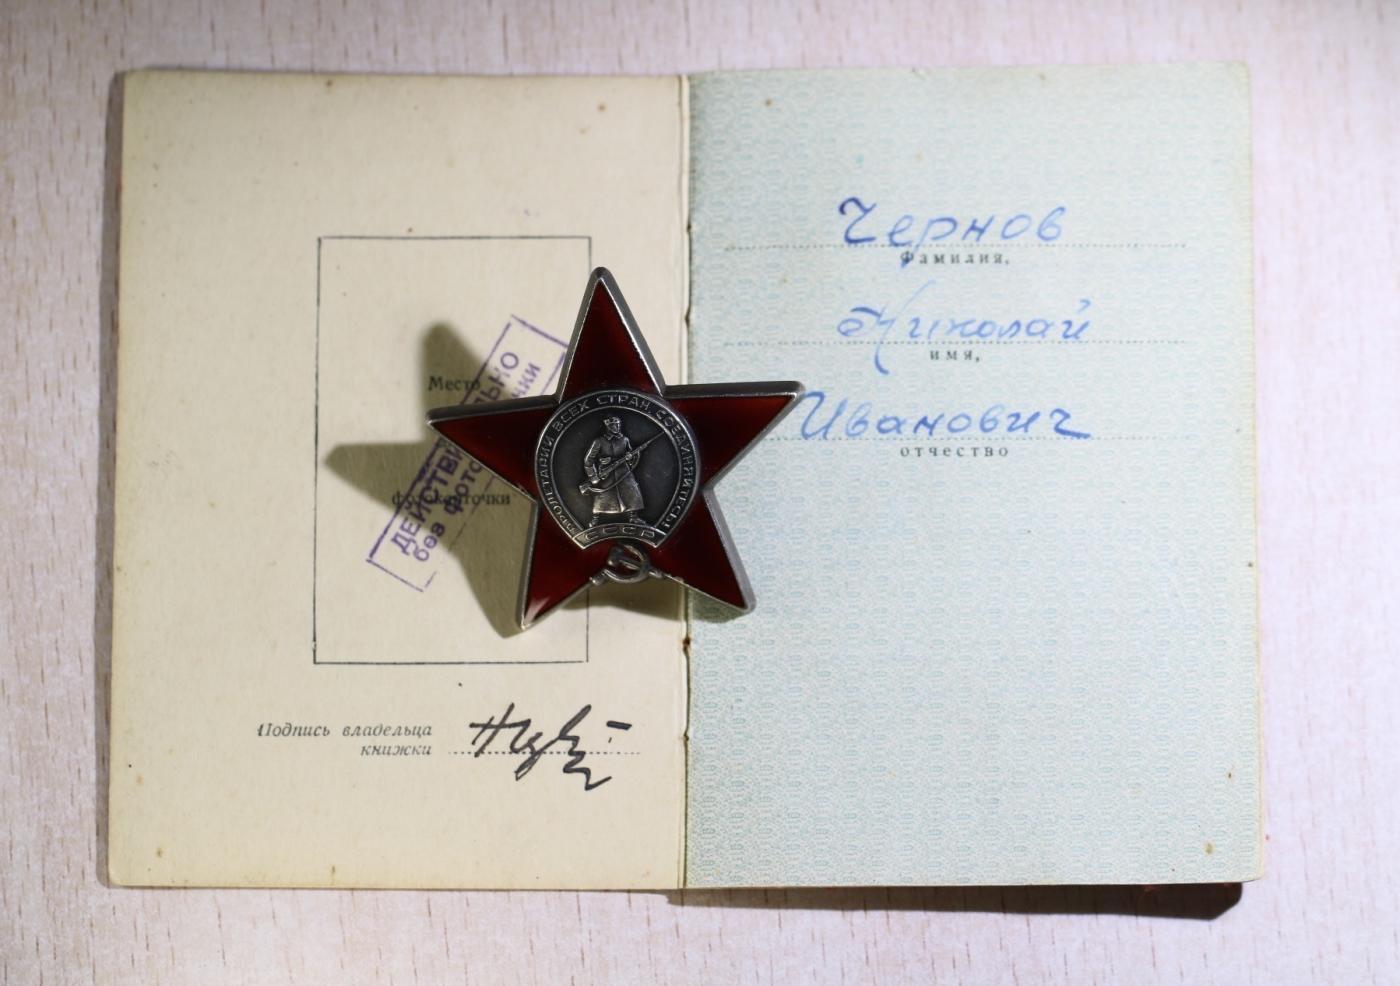 Место
фотокарточки
ДЕЙСТВИТЕЛЬНО
без фотокарточки
Подпись владельца
книжки
ПРОЛЕТАРИИ ВСЕХ СТРАН, СОЕДИНЯЙТЕСЬ!
СССР
Чернов
Фамилия,
Николай
имя,
Иванович
отчество